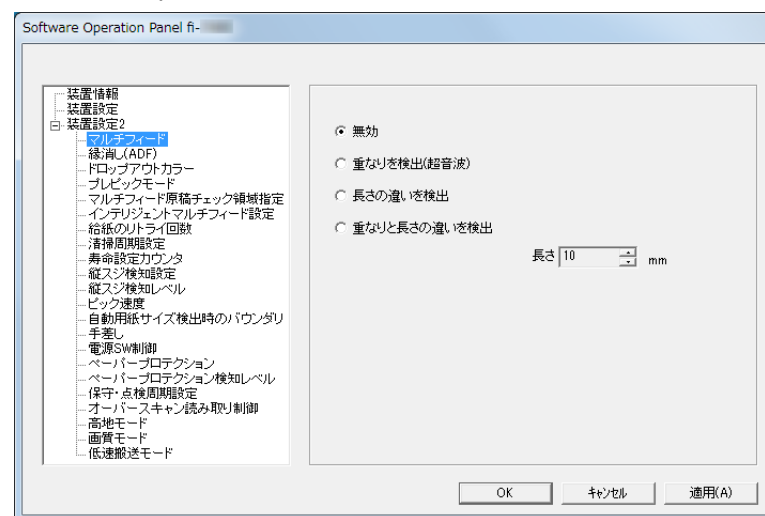 Software Operation Panel fi-
装置情報
装置設定
装置設定2
マルチフィード
縁消し(ADF)
ドロップアウトカラー
プレピックモード
マルチフィード原稿チェック領域指定
インテリジェントマルチフィード設定
給紙のリトライ回数
清掃周期設定
寿命設定カウンタ
縦スジ検知設定
縦スジ検知レベル
ピック速度
自動用紙サイズ検出時のバウンダリ
手差し
電源SW制御
ペーパープロテクション
ペーパープロテクション検知レベル
保守・点検周期設定
オーバースキャン読み取り制御
高地モード
画質モード
低速搬送モード
無効
重なりを検出(超音波)
長さの違いを検出
重なりと長さの違いを検出
長さ 10 mm
OK キャンセル 適用(A)